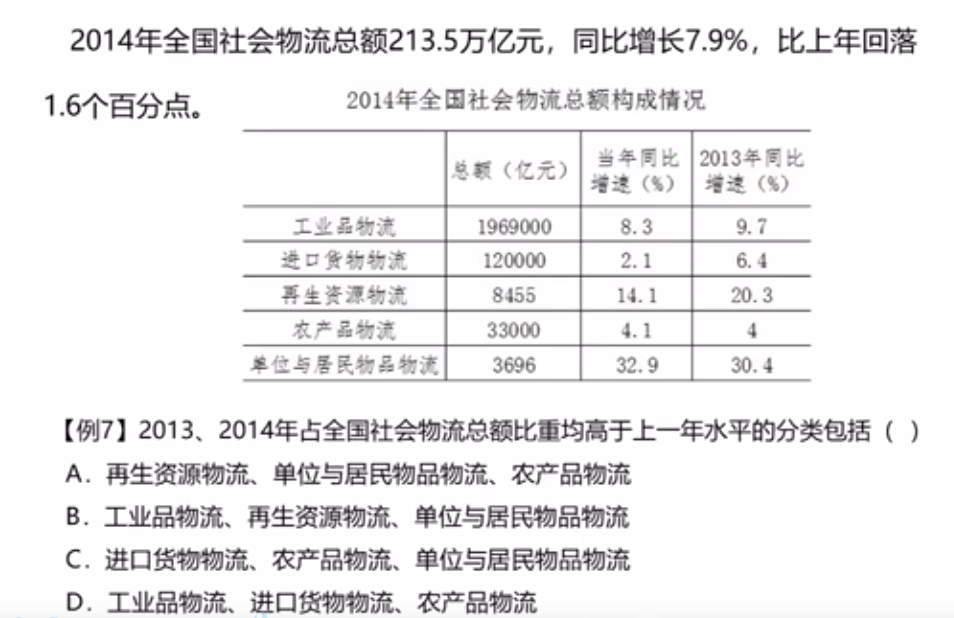 2014年全国社会物流总额213.5万亿元，同比增长7.9%，比上年回落
1.6个百分点。
2014年全国社会物流总额构成情况
总额（亿元） 当年同比增速（%） 2013年同比增速（%）
工业品物流 1969000 8.3 9.7
进口货物物流 120000 2.1 6.4
再生资源物流 8455 14.1 20.3
农产品物流 33000 4.1 4
单位与居民物品物流 3696 32.9 30.4
【例7】2013、2014年占全国社会物流总额比重均高于上一年水平的分类包括（ ）
A．再生资源物流、单位与居民物品物流、农产品物流
B．工业品物流、再生资源物流、单位与居民物品物流
C．进口货物物流、农产品物流、单位与居民物品物流
D．工业品物流、进口货物物流、农产品物流